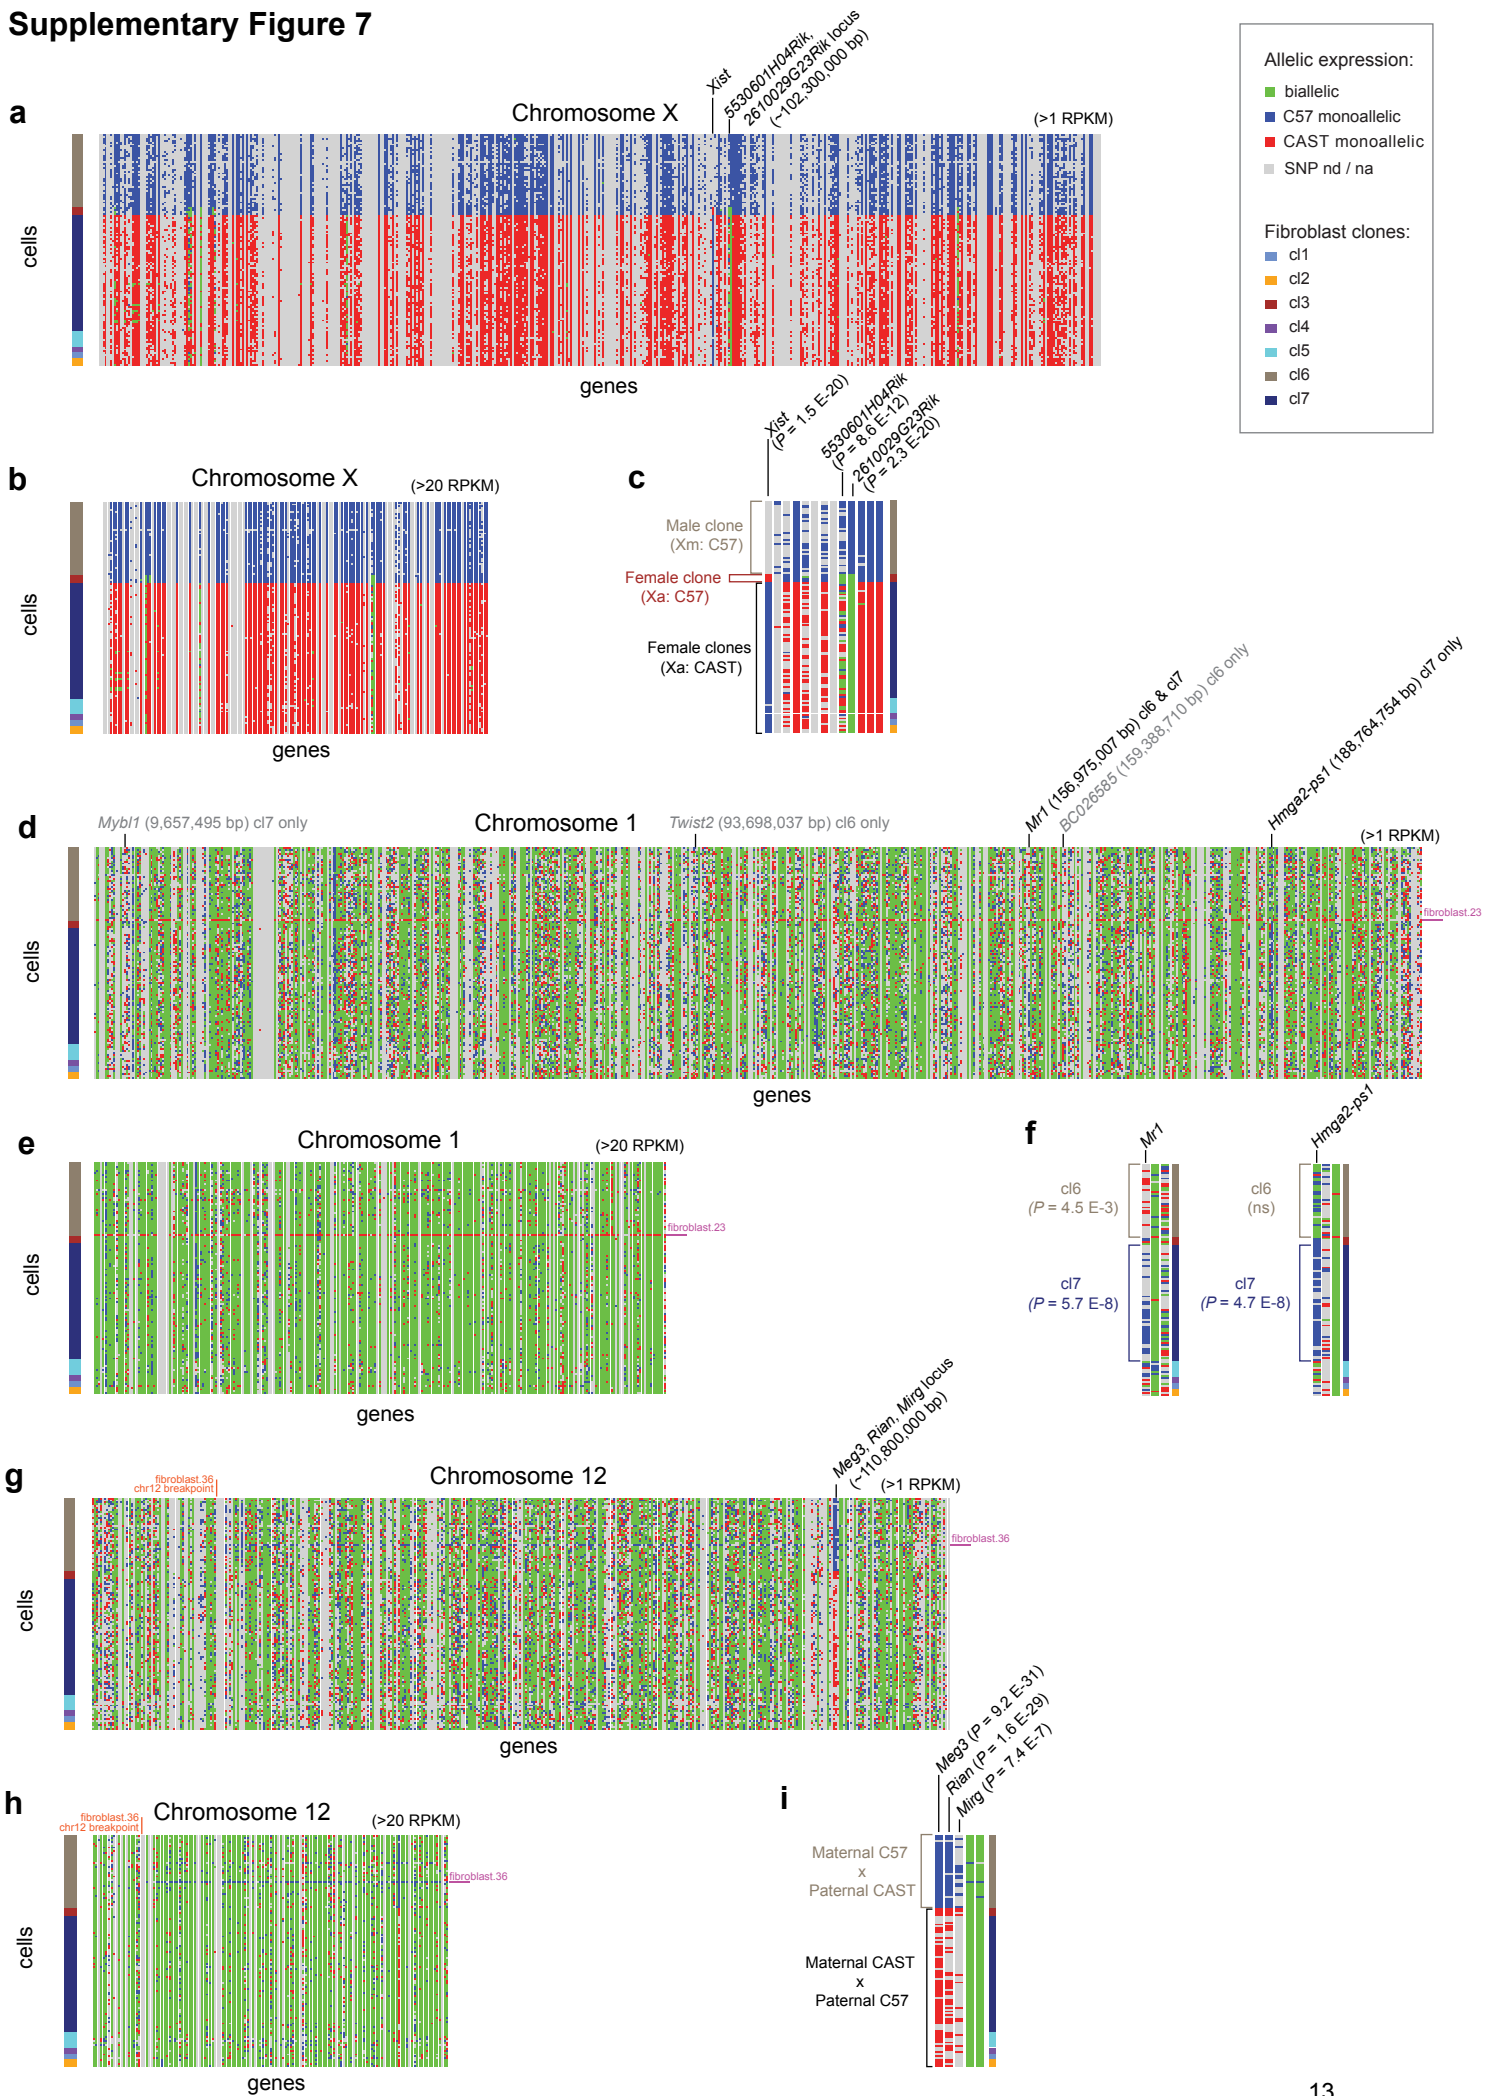 Supplementary Figure 7
Allelic expression:
biallelic
C57 monoallelic
CAST monoallelic
SNP nd / na
Fibroblast clones:
cl1
cl2
cl3
cl4
cl5
cl6
cl7
a
Chromosome X
Xist
5530601H04Rik,
2610029G23Rik locus
(~102,300,000 bp)
(>1 RPKM)
cells
genes
b
Chromosome X
(>20 RPKM)
cells
genes
c
Xist
(P = 1.5 E-20)
5530601H04Rik
(P = 8.6 E-12)
2610029G23Rik
(P = 2.3 E-20)
Male clone
(Xm: C57)
Female clone
(Xa: C57)
Female clones
(Xa: CAST)
d
Mybl1 (9,657,495 bp) cl7 only
Chromosome 1
Twist2 (93,698,037 bp) cl6 only
Mr1 (156,975,007 bp) cl6 & cl7
BC026585 (159,388,710 bp) cl6 only
Hmga2-ps1 (188,764,754 bp) cl7 only
(>1 RPKM)
fibroblast.23
cells
genes
e
Chromosome 1
(>20 RPKM)
fibroblast.23
cells
genes
f
Mr1
cl6
(P = 4.5 E-3)
cl7
(P = 5.7 E-8)
Hmga2-ps1
cl6
(ns)
cl7
(P = 4.7 E-8)
g
fibroblast.36
chr12 breakpoint
Chromosome 12
Meg3, Rian, Mirg locus
(~110,800,000 bp)
(>1 RPKM)
fibroblast.36
cells
genes
h
fibroblast.36
chr12 breakpoint
Chromosome 12
(>20 RPKM)
fibroblast.36
cells
genes
i
Meg3 (P = 9.2 E-31)
Rian (P = 1.6 E-29)
Mirg (P = 7.4 E-7)
Maternal C57
x
Paternal CAST
Maternal CAST
x
Paternal C57
13